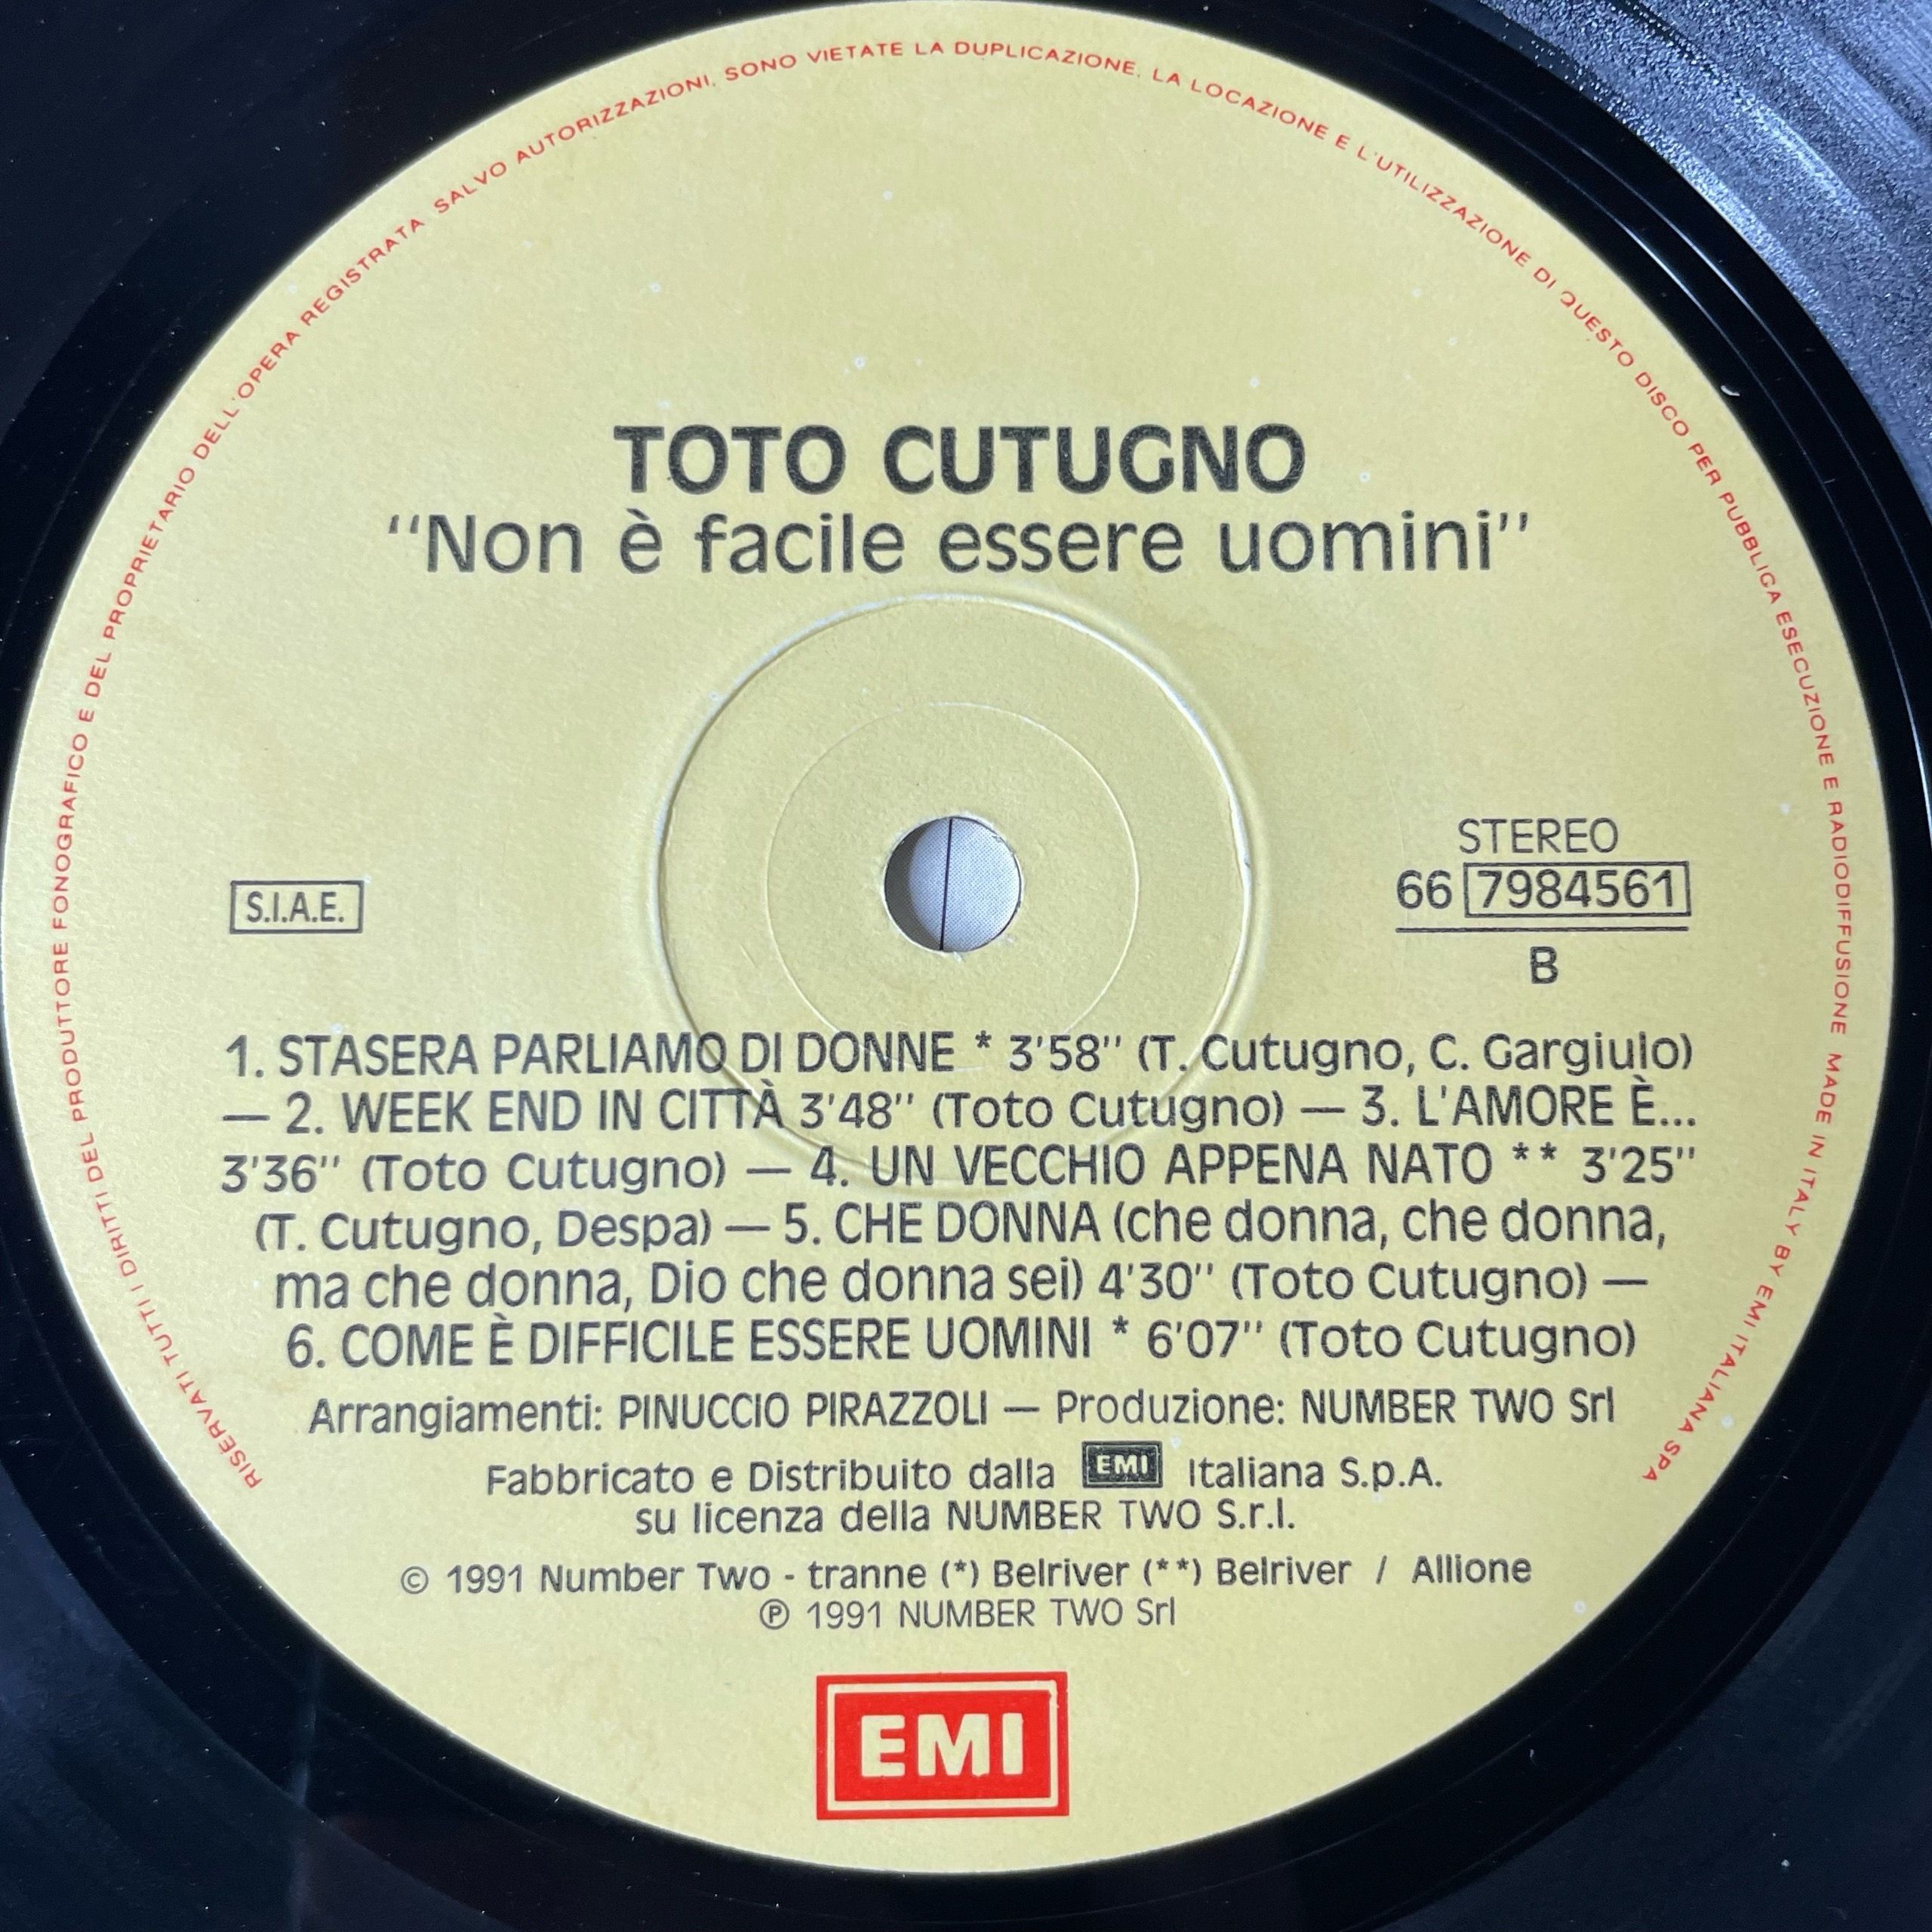 RISERVATI TUTTI I DIRITTI DEL PRODUTTORE FONOGRAFICO E DEL PROPRIETARIO DELL'OPERA REGISTRATA. SALVO AUTORIZZAZIONI, SONO VIETATE LA DUPLICAZIONE, LA LOCAZIONE E L'UTILIZZAZIONE DI QUESTO DISCO PER PUBBLICA ESECUZIONE E RADIODIFFUSIONE MADE IN ITALY BY EMI ITALIANA SPA
TOTO CUTUGNO
''Non è facile essere uomini''
STEREO
S.I.A.E.
66 7984561
B
1. STASERA PARLIAMO DI DONNE * 3'58'' (T. Cutugno, C. Gargiulo)
— 2. WEEK END IN CITTÀ 3'48'' (Toto Cutugno) — 3. L'AMORE È...
3'36'' (Toto Cutugno) — 4. UN VECCHIO APPENA NATO ** 3'25''
(T. Cutugno, Despa) — 5. CHE DONNA (che donna, che donna,
ma che donna, Dio che donna sei) 4'30'' (Toto Cutugno) —
6. COME È DIFFICILE ESSERE UOMINI * 6'07'' (Toto Cutugno)
Arrangiamenti: PINUCCIO PIRAZZOLI — Produzione: NUMBER TWO Srl
Fabbricato e Distribuito dalla EMI Italiana S.p.A.
su licenza della NUMBER TWO S.r.l.
© 1991 Number Two - tranne (*) Belriver (**) Belriver / Allione
℗ 1991 NUMBER TWO Srl
EMI